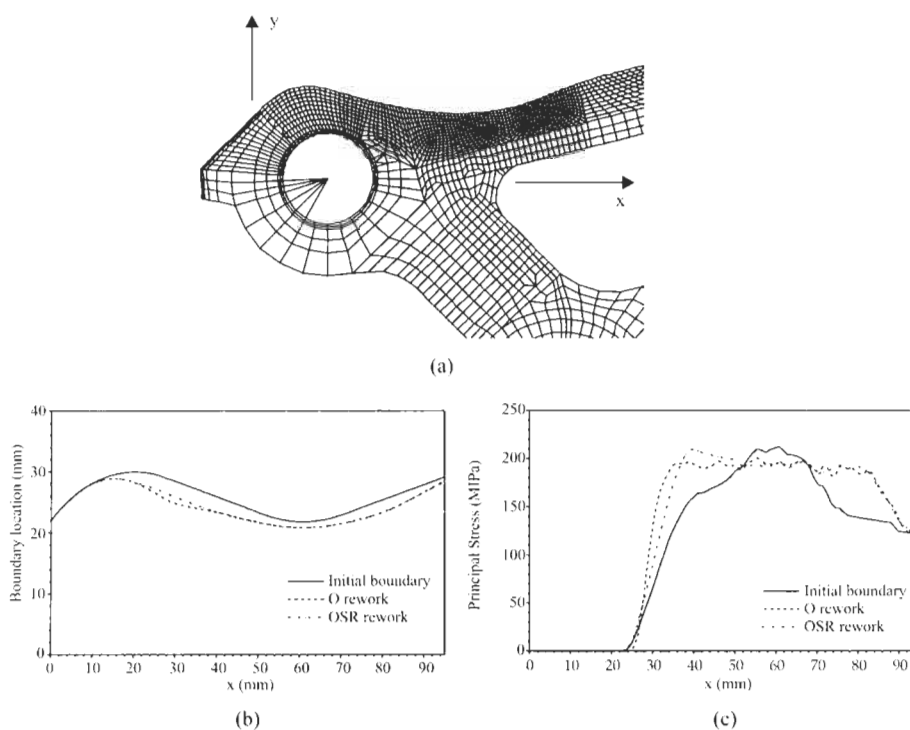 y
x
(a)
40
30
20
10
0
Boundary location (mm)
Initial boundary
O rework
OSR rework
0 10 20 30 40 50 60 70 80 90
x (mm)
(b)
250
200
150
100
50
0
Principal Stress (MPa)
Initial boundary
O rework
OSR rework
0 10 20 30 40 50 60 70 80 90
x (mm)
(c)